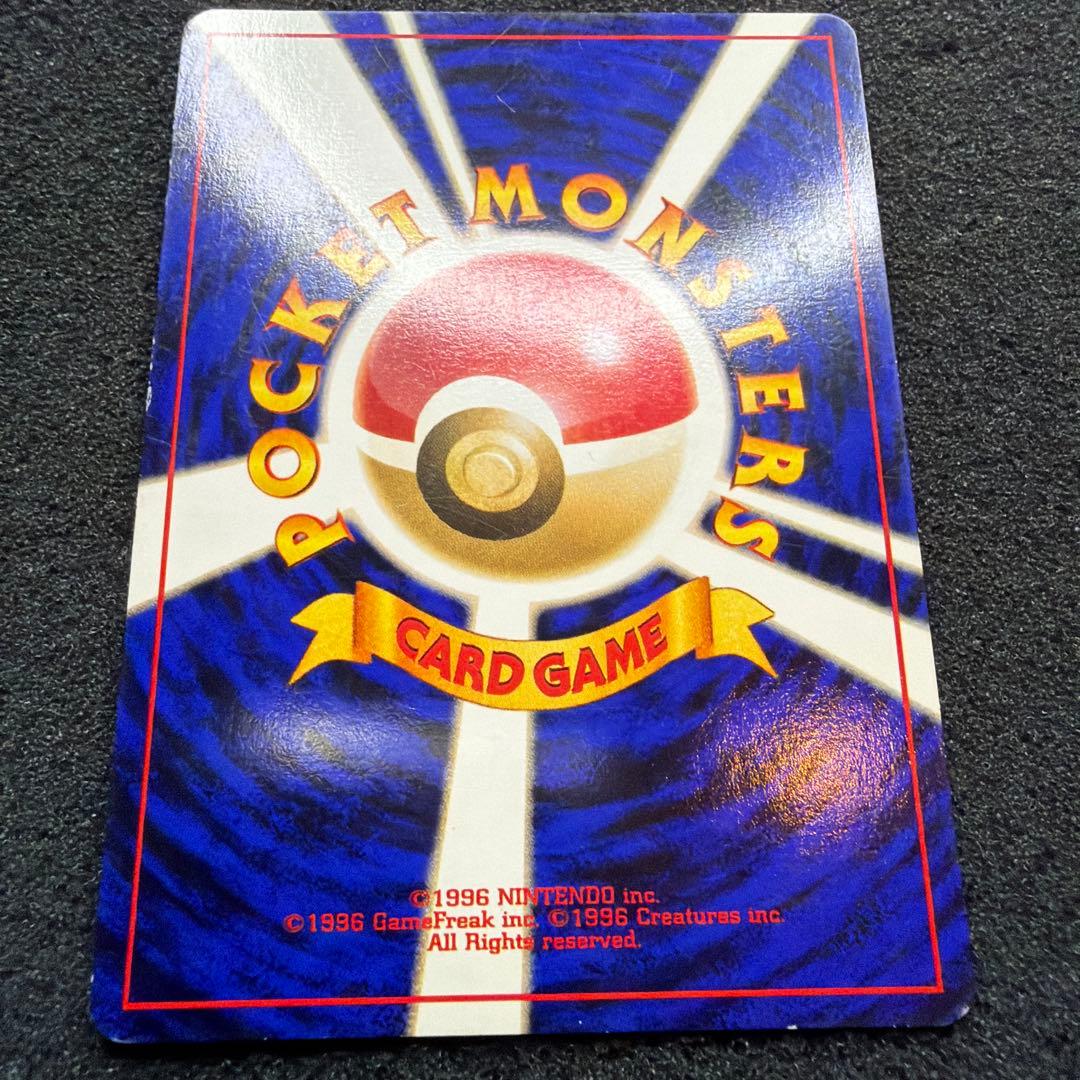 POCKET MONSTERS
CARD GAME
©1996 NINTENDO inc.
©1996 GameFreak inc. ©1996 Creatures inc.
All Rights reserved.